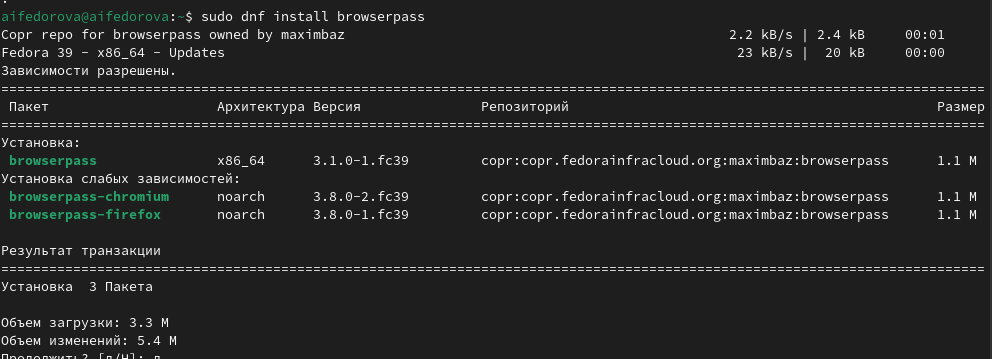 aifedorova@aifedorova:~$ sudo dnf install browserpass
Copr repo for browserpass owned by maximbaz 2.2 kB/s | 2.4 kB 00:01
Fedora 39 - x86_64 - Updates 23 kB/s | 20 kB 00:00
Зависимости разрешены.
================================================================================
Пакет Архитектура Версия Репозиторий Размер
================================================================================
Установка:
browserpass x86_64 3.1.0-1.fc39 copr:copr.fedorainfracloud.org:maximbaz:browserpass 1.1 M
Установка слабых зависимостей:
browserpass-chromium noarch 3.8.0-2.fc39 copr:copr.fedorainfracloud.org:maximbaz:browserpass 1.1 M
browserpass-firefox noarch 3.8.0-1.fc39 copr:copr.fedorainfracloud.org:maximbaz:browserpass 1.1 M
Результат транзакции
================================================================================
Установка 3 Пакета
Объем загрузки: 3.3 M
Объем изменений: 5.4 M
Продолжить? [д/Н]: д